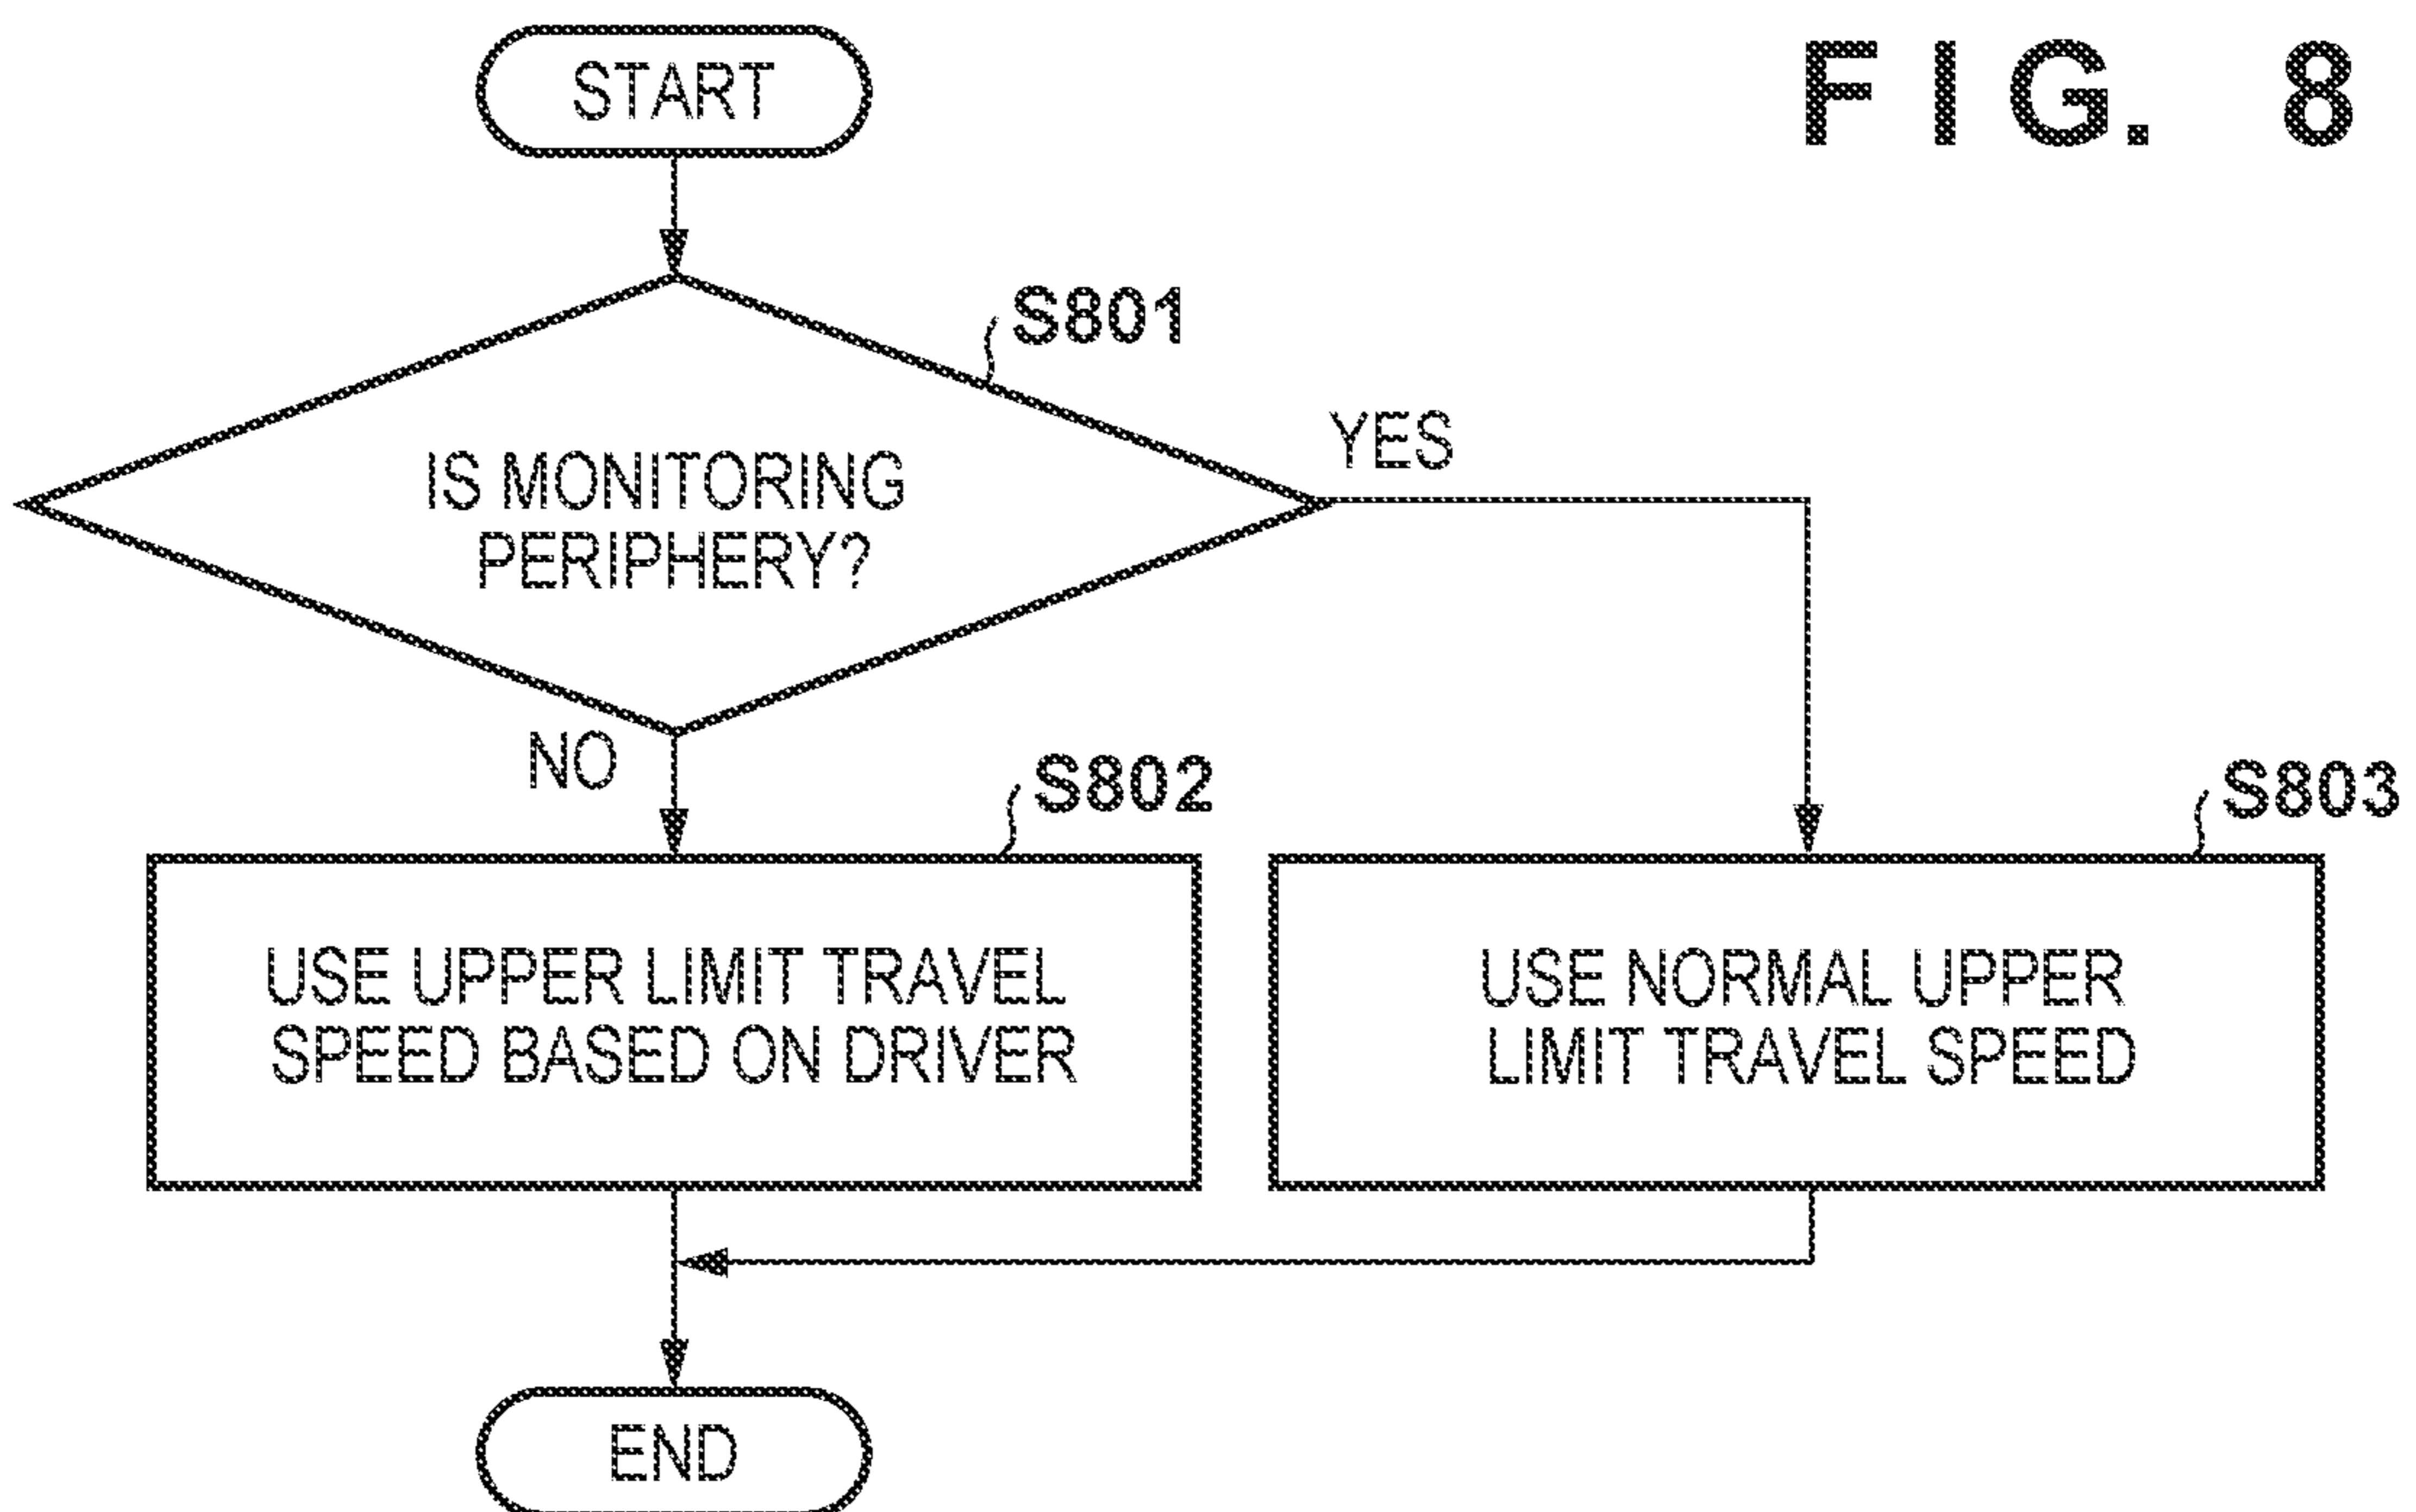 FIG. 8
START
S801
IS MONITORING
PERIPHERY?
YES
NO
S802
USE UPPER LIMIT TRAVEL
SPEED BASED ON DRIVER
S803
USE NORMAL UPPER
LIMIT TRAVEL SPEED
END